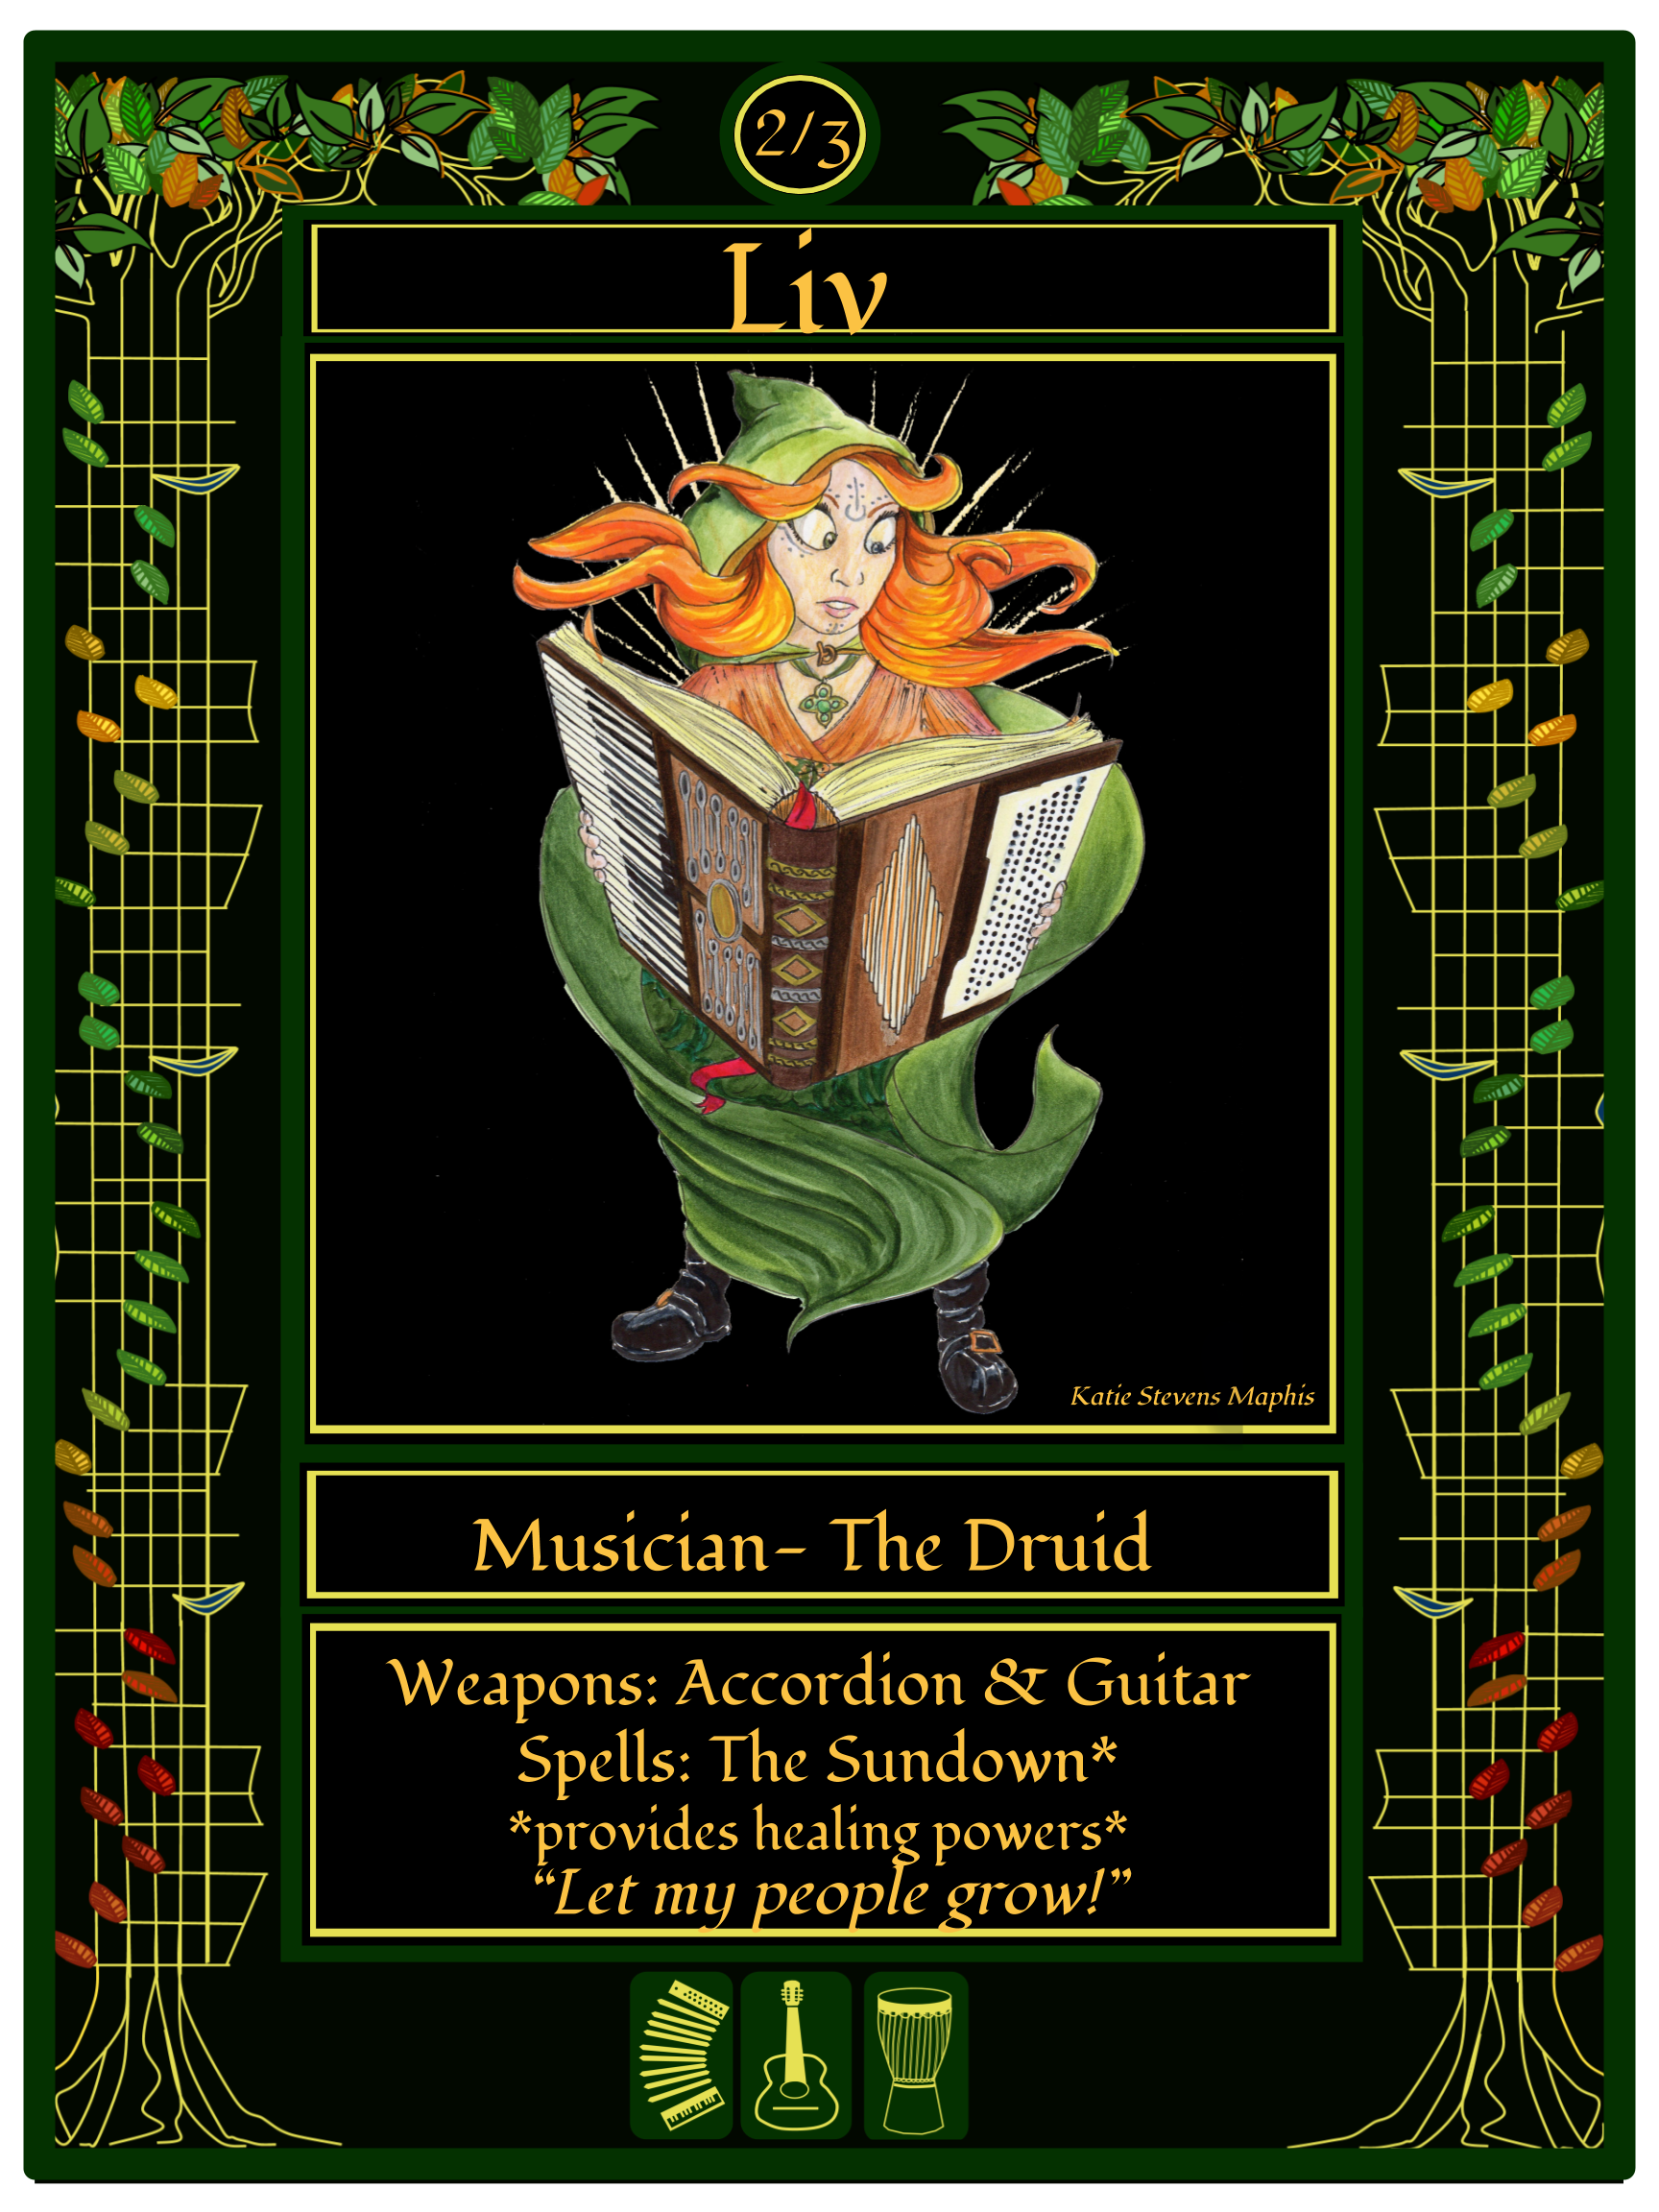 2/3
Liv
Katie Stevens Maphis
Musician- The Druid
Weapons: Accordion & Guitar
Spells: The Sundown*
*provides healing powers*
“Let my people grow!”